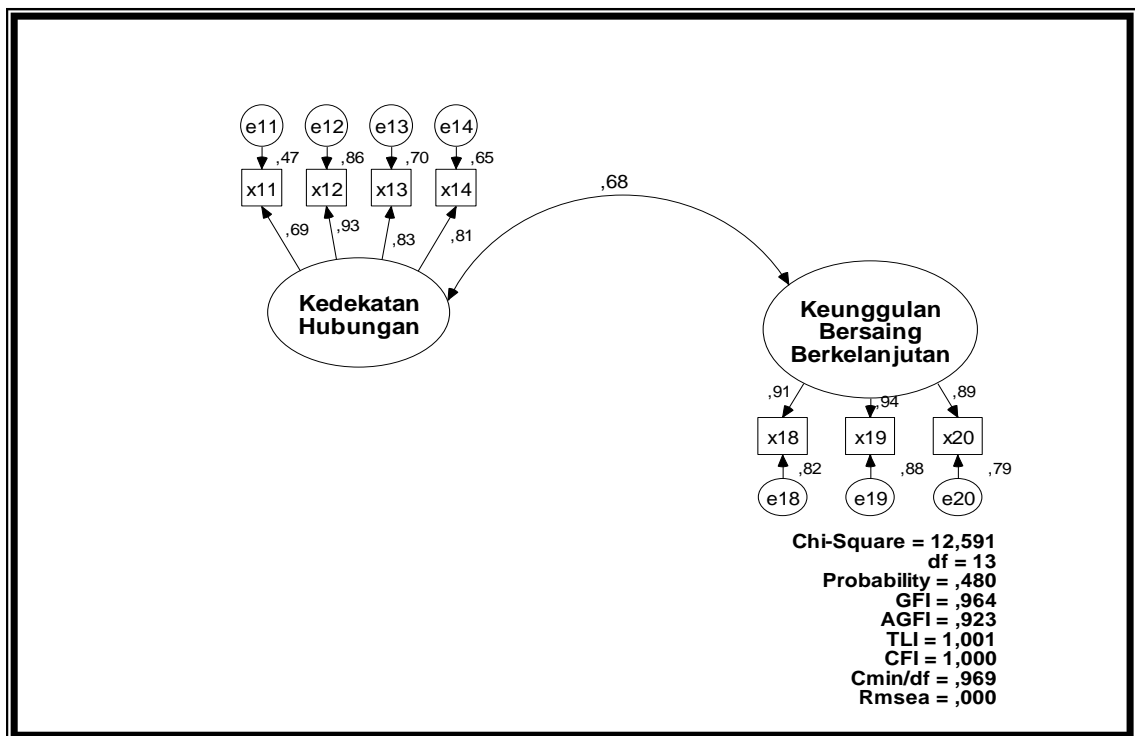 e11 e12 e13 e14
,47 ,86 ,70 ,65
x11 x12 x13 x14
,69 ,93 ,83 ,81
,68
Kedekatan
Hubungan
Keunggulan
Bersaing
Berkelanjutan
,91 ,94 ,89
x18 x19 x20
,82 ,88 ,79
e18 e19 e20
Chi-Square = 12,591
df = 13
Probability = ,480
GFI = ,964
AGFI = ,923
TLI = 1,001
CFI = 1,000
Cmin/df = ,969
Rmsea = ,000